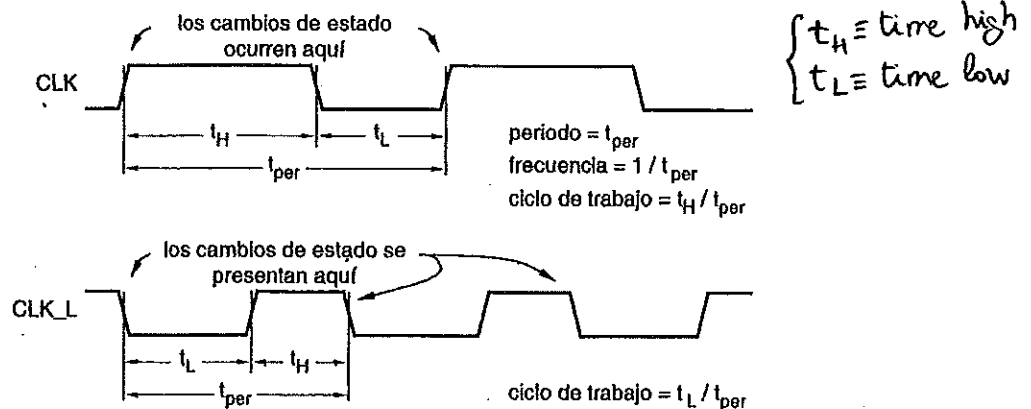 los cambios de estado
ocurren aquí
CLK
t_H
t_L
t_per
periodo = t_per
frecuencia = 1 / t_per
ciclo de trabajo = t_H / t_per
{ t_H ≡ time high
t_L ≡ time low
los cambios de estado se
presentan aquí
CLK_L
t_L
t_H
t_per
ciclo de trabajo = t_L / t_per